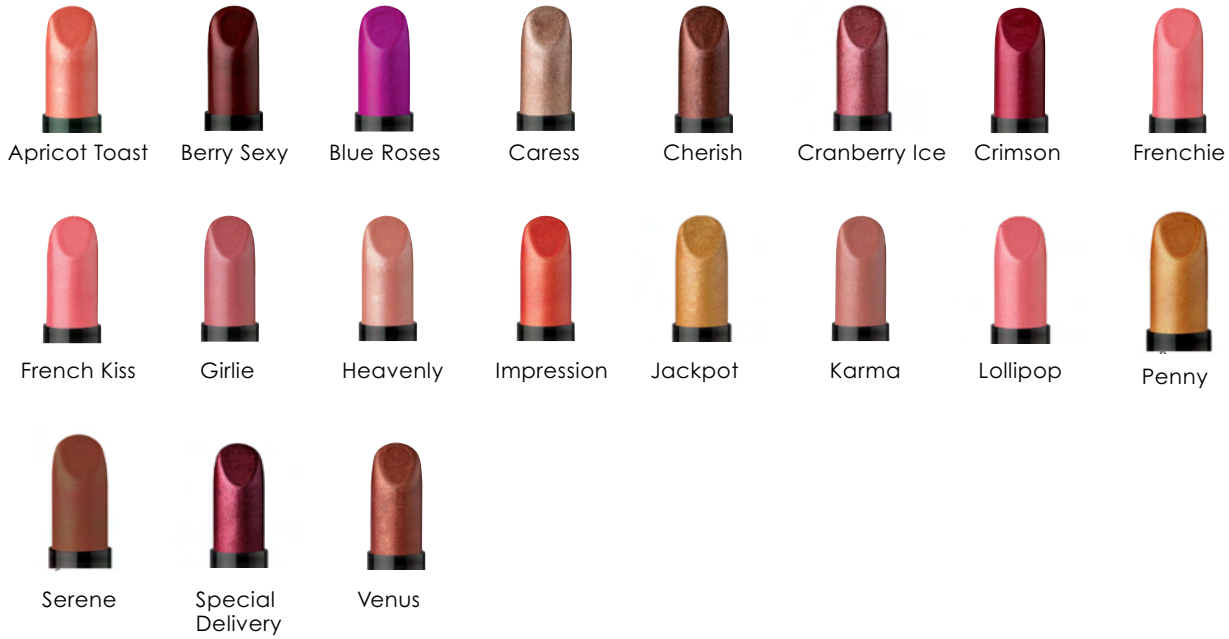 Apricot Toast
Berry Sexy
Blue Roses
Caress
Cherish
Cranberry Ice
Crimson
Frenchie
French Kiss
Girlie
Heavenly
Impression
Jackpot
Karma
Lollipop
Penny
Serene
Special
Delivery
Venus